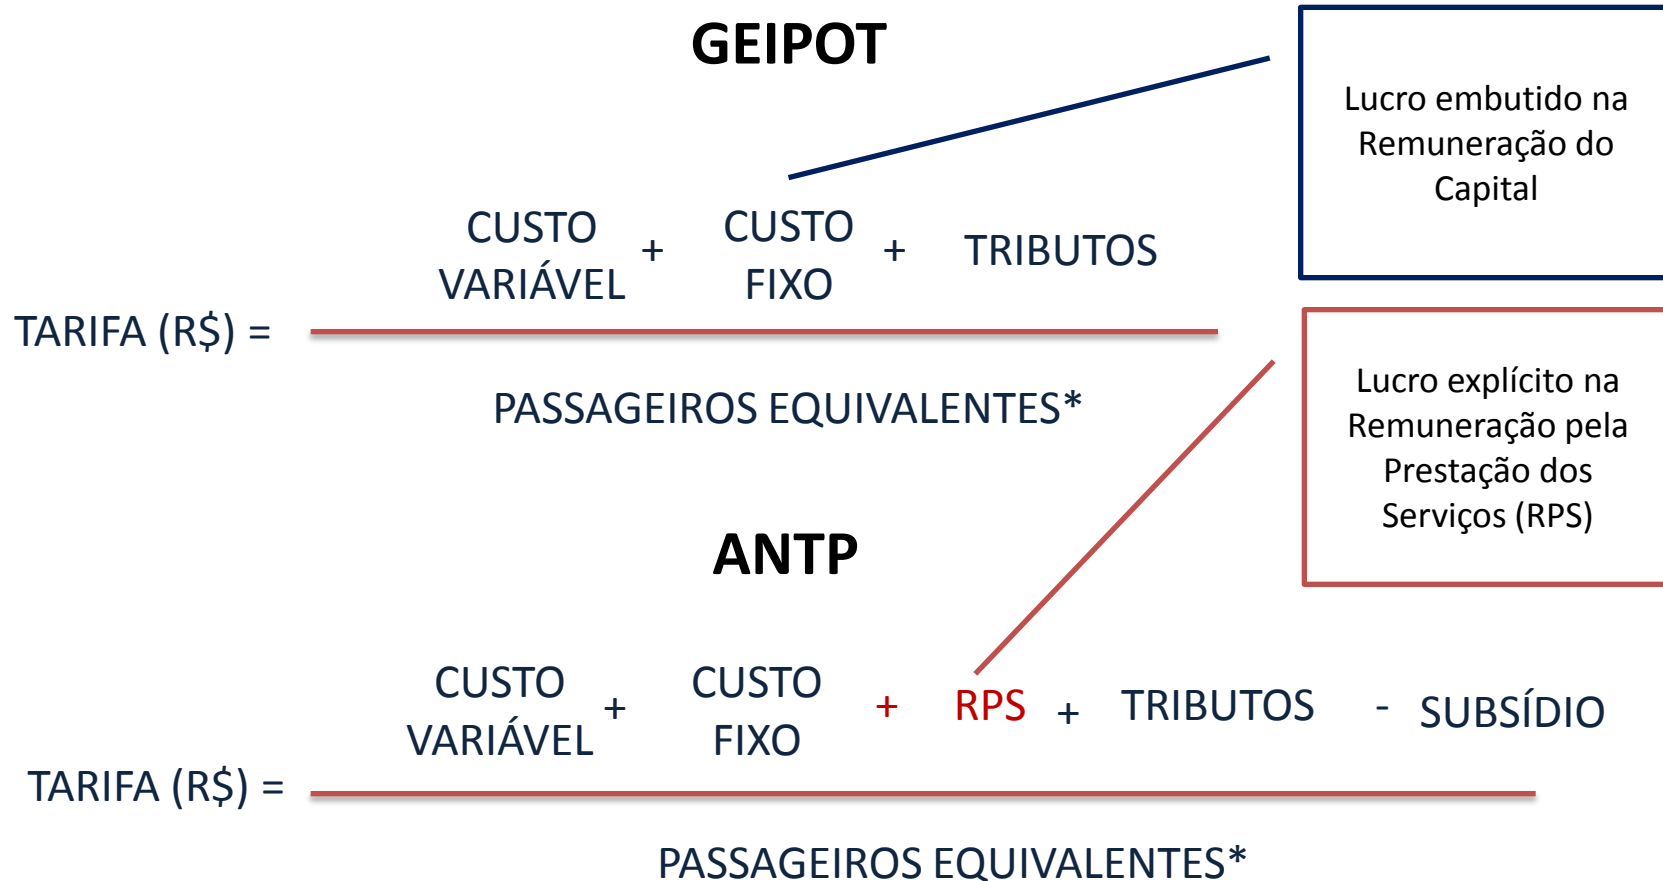 GEIPOT
Lucro embutido na
Remuneração do
Capital
CUSTO
VARIÁVEL
+
CUSTO
FIXO
+
TRIBUTOS
TARIFA (R$) =
PASSAGEIROS EQUIVALENTES*
Lucro explícito na
Remuneração pela
Prestação dos
Serviços (RPS)
ANTP
CUSTO
VARIÁVEL
+
CUSTO
FIXO
+
RPS
+
TRIBUTOS
-
SUBSÍDIO
TARIFA (R$) =
PASSAGEIROS EQUIVALENTES*